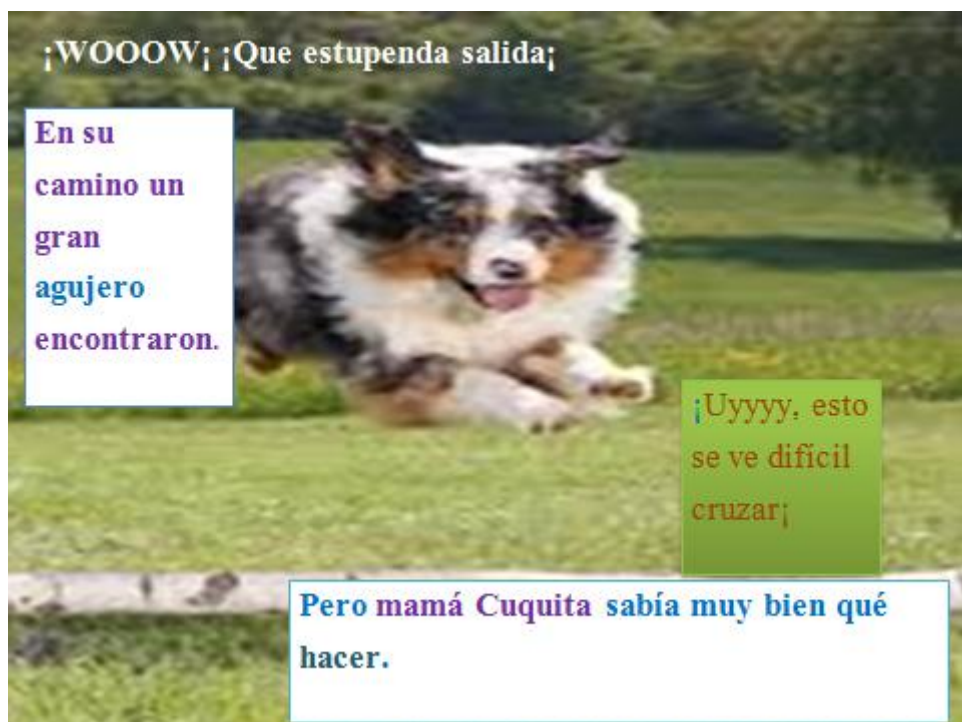 ¡WOOOW¡ ¡Que estupenda salida¡
En su
camino un
gran
agujero
encontraron.
¡Uyyyy, esto
se ve difícil
cruzar¡
Pero mamá Cuquita sabía muy bien qué
hacer.